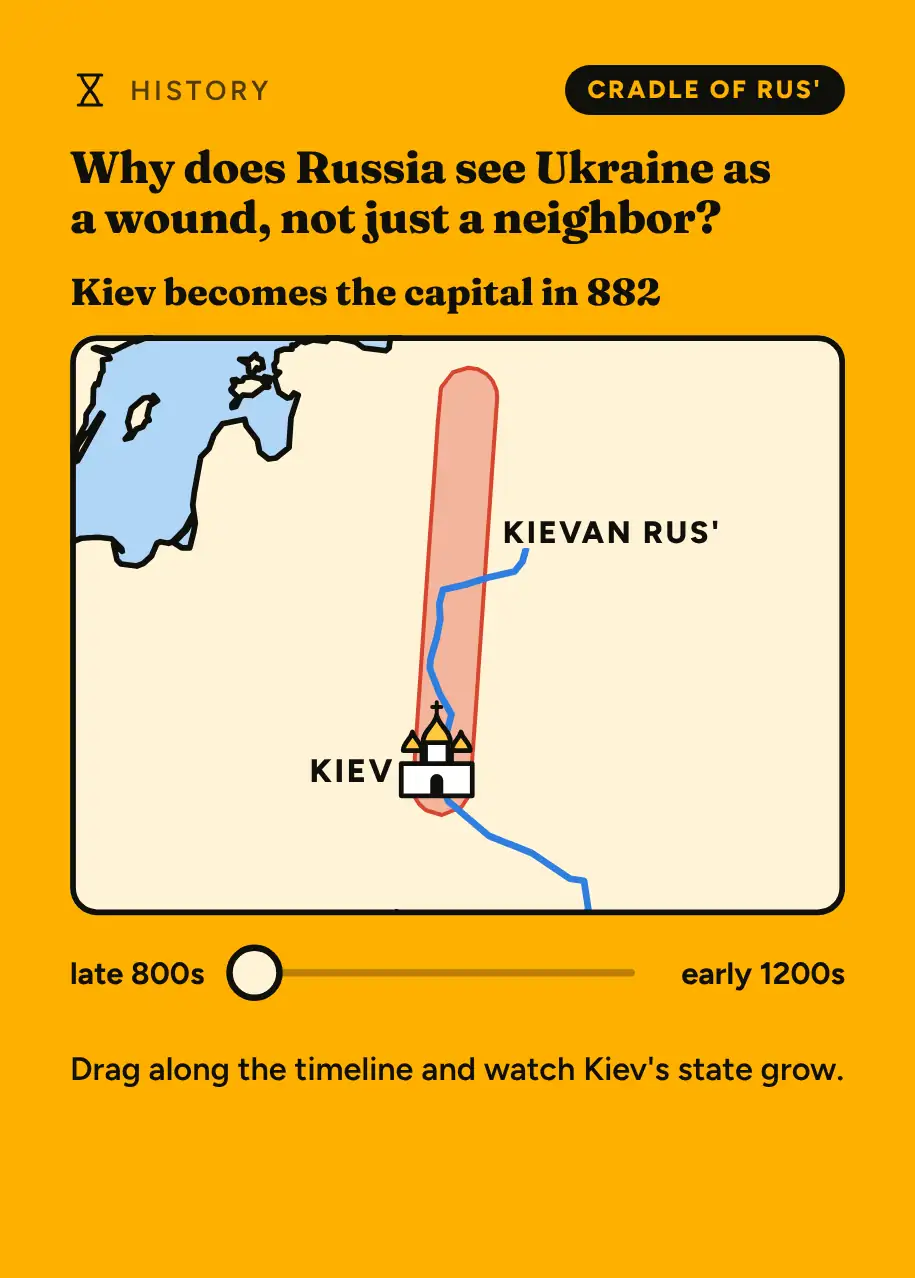 HISTORY
CRADLE OF RUS'
Why does Russia see Ukraine as
a wound, not just a neighbor?
Kiev becomes the capital in 882
KIEVAN RUS'
KIEV
late 800s
early 1200s
Drag along the timeline and watch Kiev's state grow.